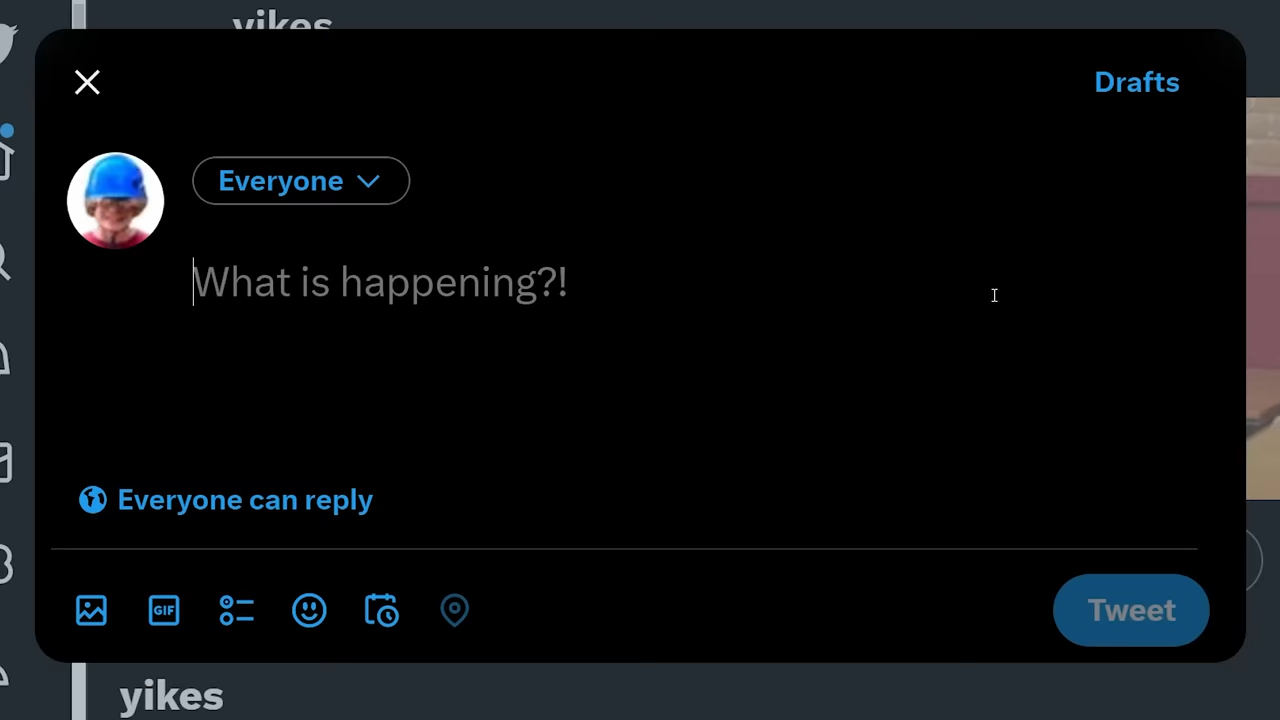 yikes
Drafts
Everyone
What is happening?!
Everyone can reply
GIF
Tweet
yikes